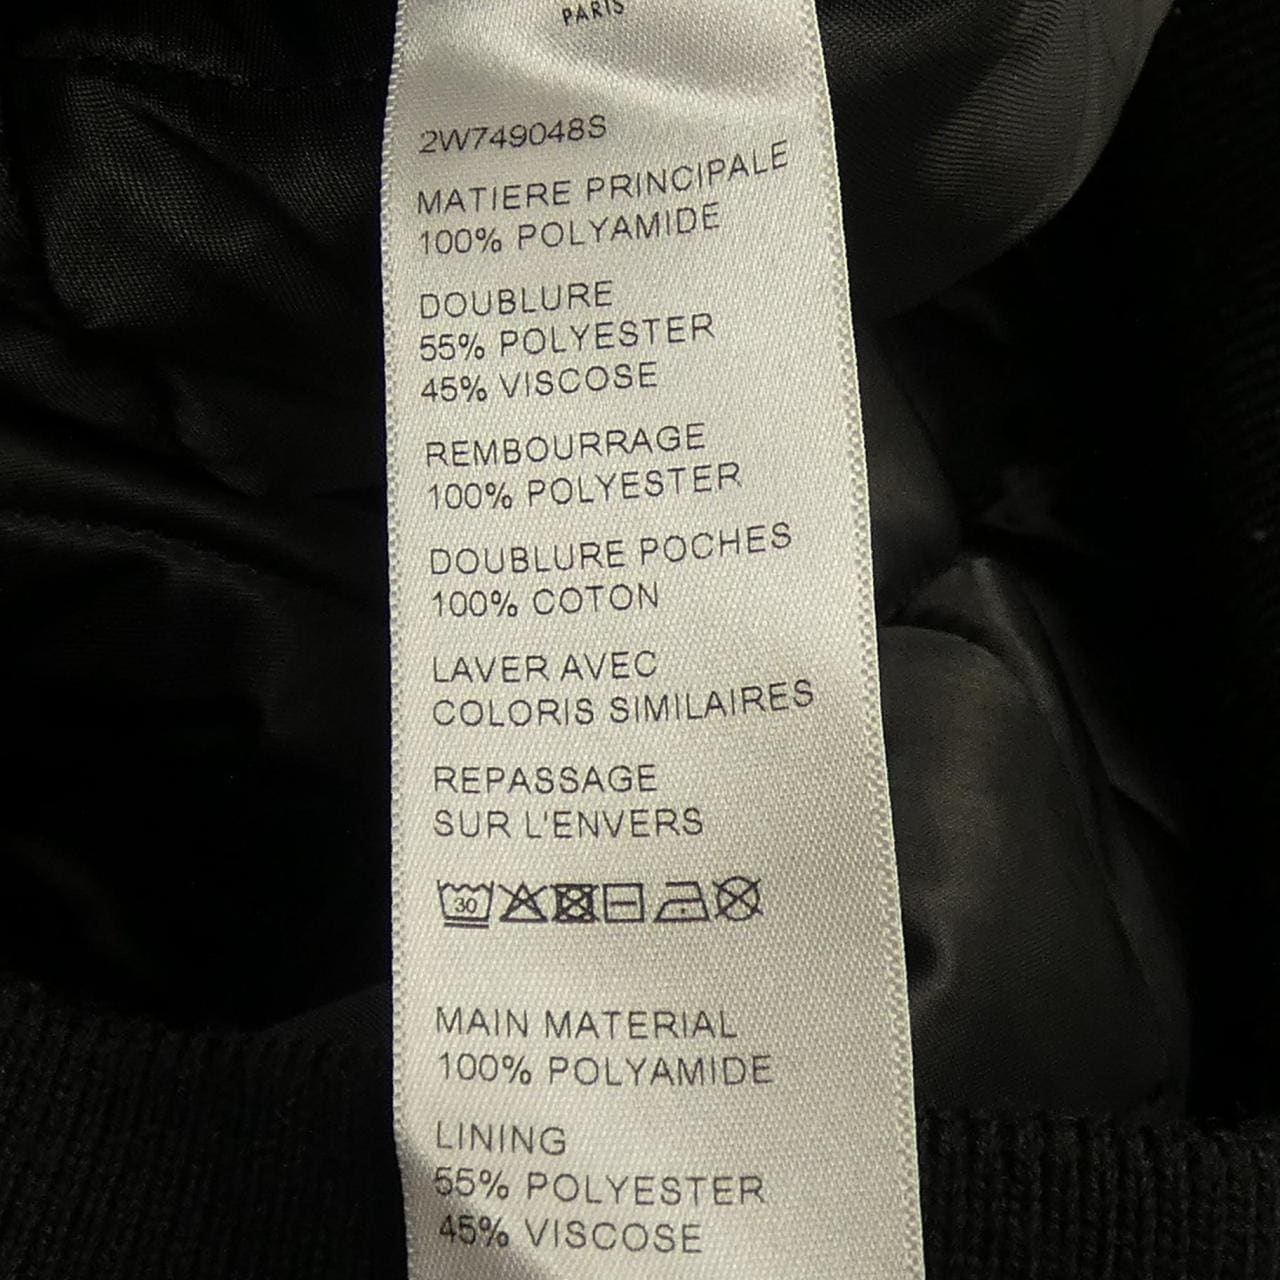 PARIS
2W749048S
MATIERE PRINCIPALE
100% POLYAMIDE
DOUBLURE
55% POLYESTER
45% VISCOSE
REMBOURRAGE
100% POLYESTER
DOUBLURE POCHES
100% COTON
LAVER AVEC
COLORIS SIMILAIRES
REPASSAGE
SUR L'ENVERS
30
MAIN MATERIAL
100% POLYAMIDE
LINING
55% POLYESTER
45% VISCOSE